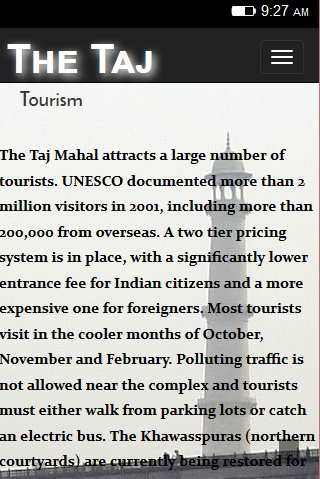 9:27 AM
THE TAJ
Tourism
The Taj Mahal attracts a large number of
tourists. UNESCO documented more than 2
million visitors in 2001, including more than
200,000 from overseas. A two tier pricing
system is in place, with a significantly lower
entrance fee for Indian citizens and a more
expensive one for foreigners. Most tourists
visit in the cooler months of October,
November and February. Polluting traffic is
not allowed near the complex and tourists
must either walk from parking lots or catch
an electric bus. The Khawasspuras (northern
courtyards) are currently being restored for